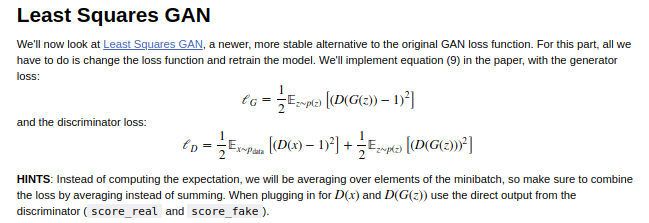 Least Squares GAN
We'll now look at Least Squares GAN, a newer, more stable alternative to the original GAN loss function. For this part, all we
have to do is change the loss function and retrain the model. We'll implement equation (9) in the paper, with the generator
loss:
ℓ_G = 1/2 𝔼_{z∼p(z)} [(D(G(z)) − 1)²]
and the discriminator loss:
ℓ_D = 1/2 𝔼_{x∼p_data} [(D(x) − 1)²] + 1/2 𝔼_{z∼p(z)} [(D(G(z)))²]
HINTS: Instead of computing the expectation, we will be averaging over elements of the minibatch, so make sure to combine
the loss by averaging instead of summing. When plugging in for D(x) and D(G(z)) use the direct output from the
discriminator ( score_real and score_fake ).